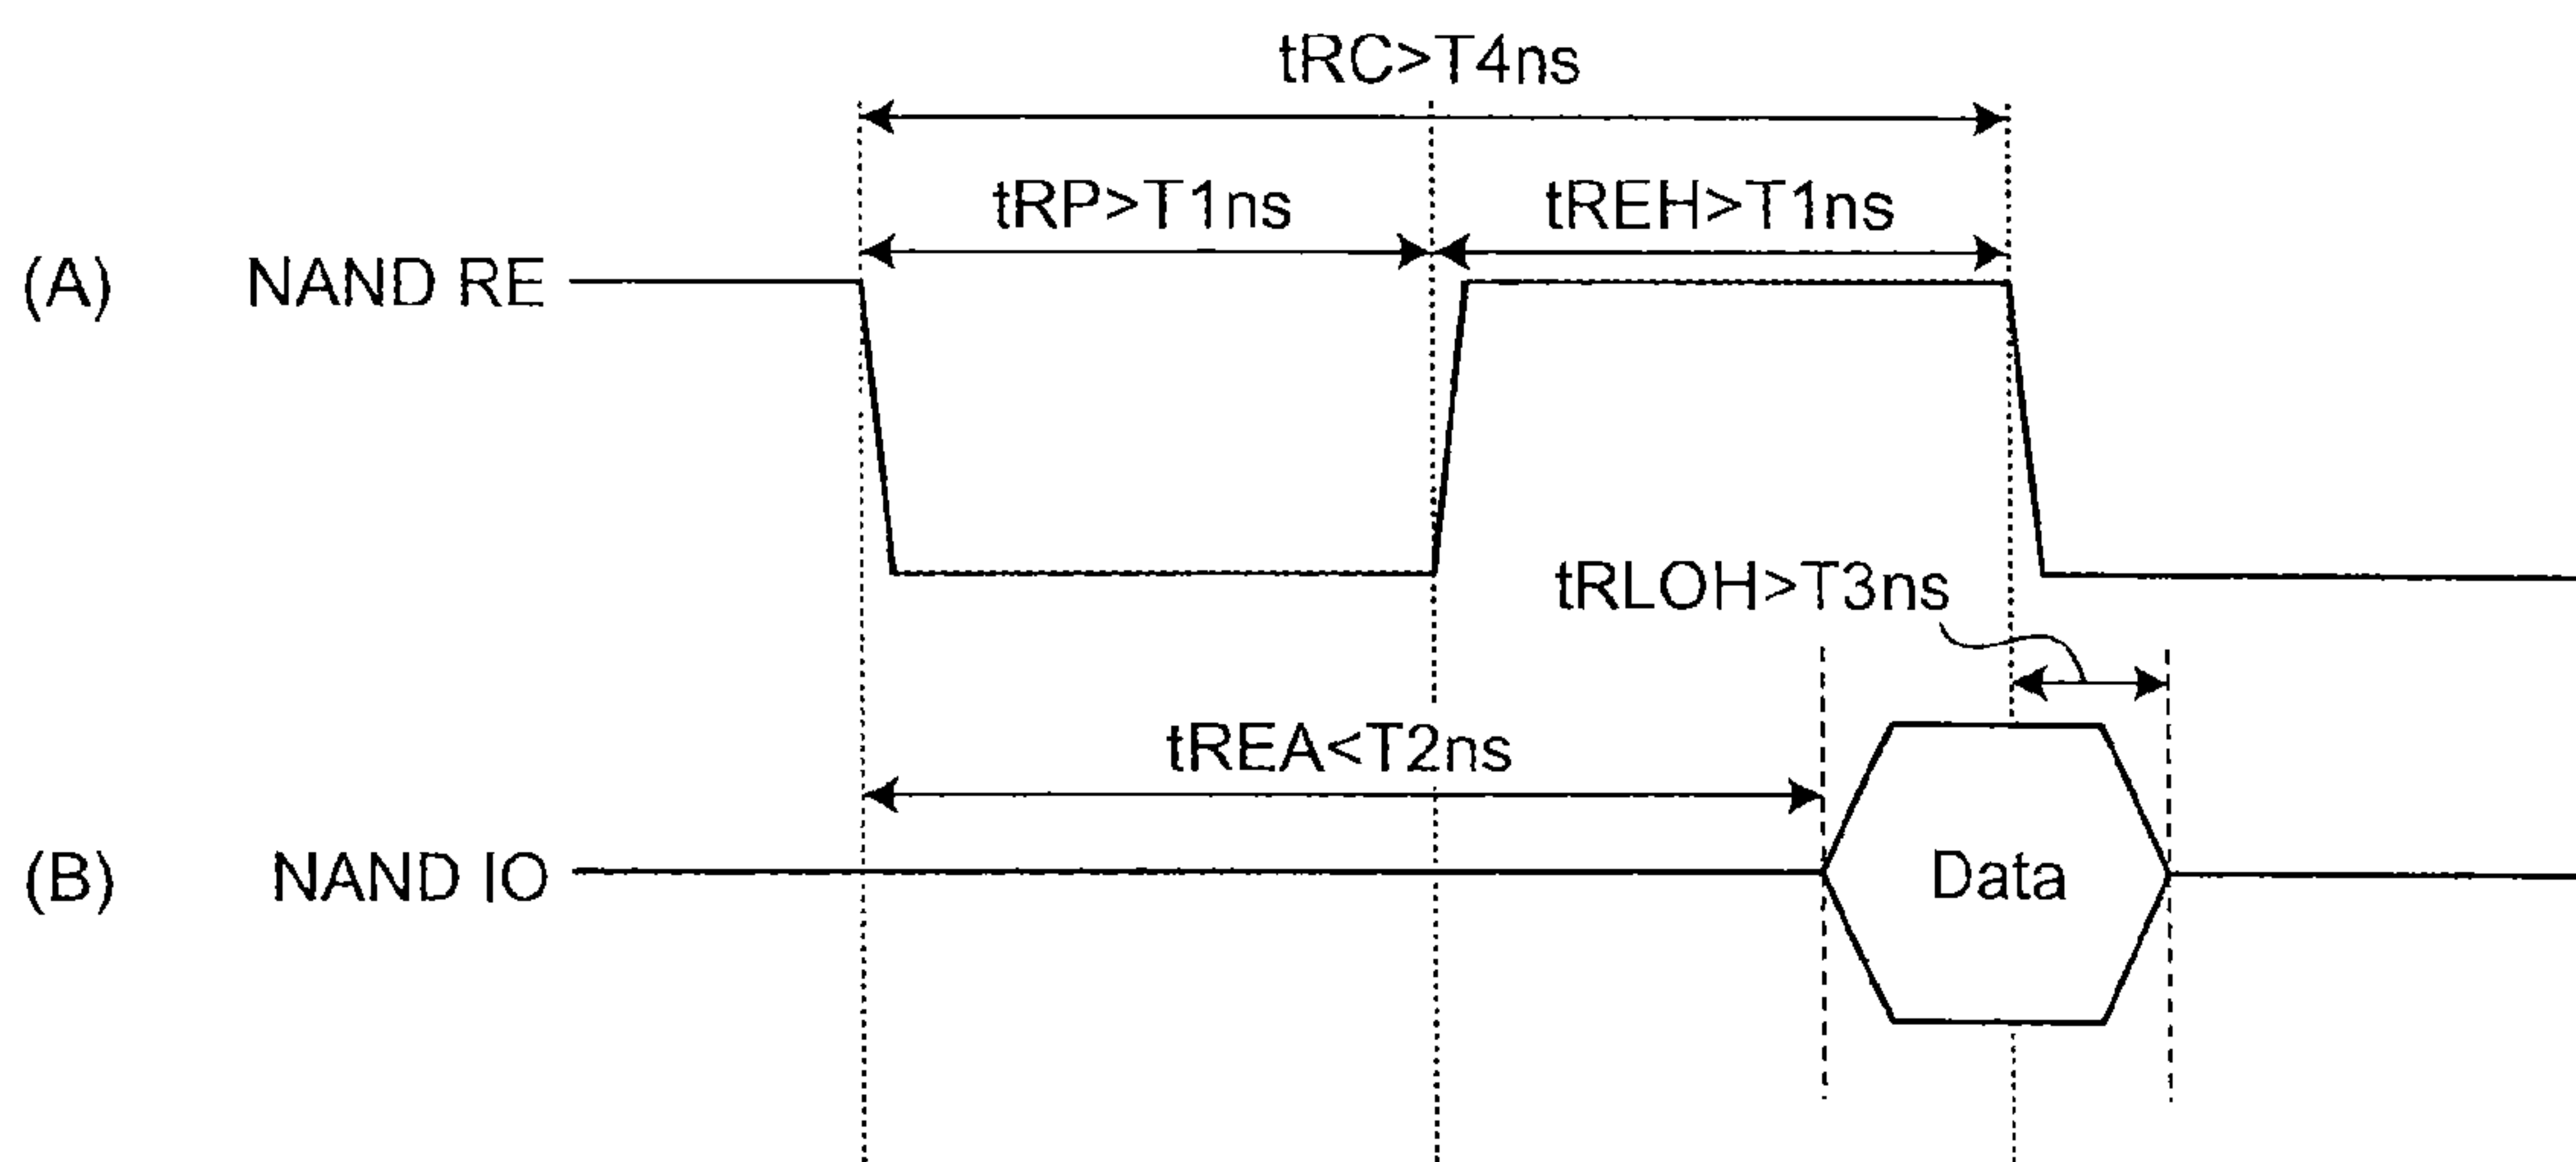 tRC>T4ns
tRP>T1ns tREH>T1ns
(A) NAND RE
tRLOH>T3ns
tREA<T2ns
(B) NAND IO Data